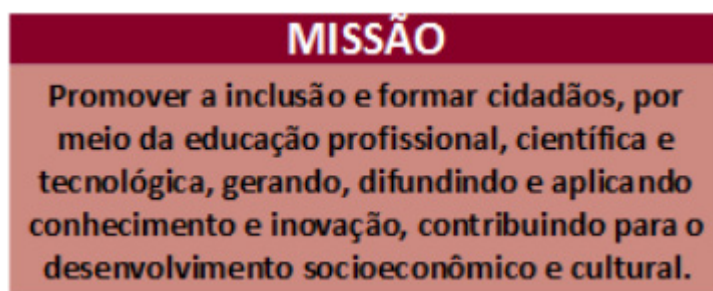 MISSÃO
Promover a inclusão e formar cidadãos, por
meio da educação profissional, científica e
tecnológica, gerando, difundindo e aplicando
conhecimento e inovação, contribuindo para o
desenvolvimento socioeconômico e cultural.